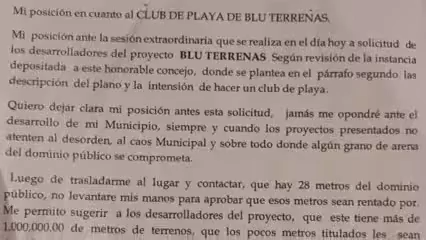 Mi posición en cuanto al CLUB DE PLAYA DE BLU TERRENAS.
Mi posición ante la sesión extraordinaria que se realiza en el día hoy a solicitud de
los desarrolladores del proyecto BLU TERRENAS Según revisión de la instancia
depositada a este honorable concejo, donde se plantea en el párrafo segundo las
descripción del plano y la intensión de hacer un club de playa.
Quiero dejar clara mi posición antes esta solicitud, jamás me opondré ante el
desarrollo de mi Municipio, siempre y cuando los proyectos presentados no
atenten al desorden, al caos Municipal y sobre todo donde algún grano de arena
del dominio público se comprometa.
Luego de trasladarme al lugar y contactar, que hay 28 metros del dominio
público, no levantare mis manos para aprobar que esos metros sean rentado por.
Me permito sugerir a los desarrolladores del proyecto, que este tiene más de
1,000,000.00 de metros de terrenos, que los pocos metros titulados les sean